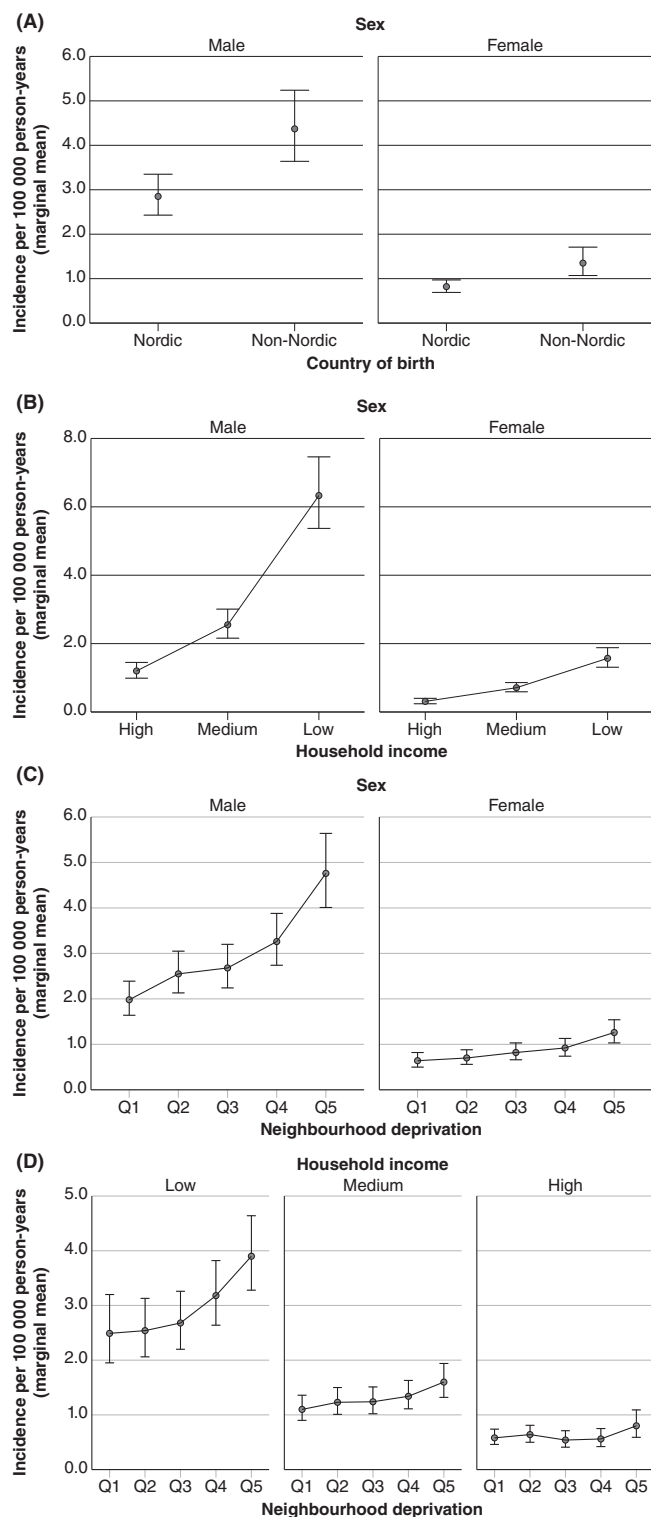 (A)
Sex
Male Female
Incidence per 100 000 person-years
(marginal mean)
6.0
5.0
4.0
3.0
2.0
1.0
0.0
Nordic Non-Nordic Nordic Non-Nordic
Country of birth
(B)
Sex
Male Female
Incidence per 100 000 person-years
(marginal mean)
8.0
6.0
4.0
2.0
0.0
High Medium Low High Medium Low
Household income
(C)
Sex
Male Female
Incidence per 100 000 person-years
(marginal mean)
6.0
5.0
4.0
3.0
2.0
1.0
0.0
Q1 Q2 Q3 Q4 Q5 Q1 Q2 Q3 Q4 Q5
Neighbourhood deprivation
(D)
Household income
Low Medium High
Incidence per 100 000 person-years
(marginal mean)
5.0
4.0
3.0
2.0
1.0
0.0
Q1 Q2 Q3 Q4 Q5 Q1 Q2 Q3 Q4 Q5 Q1 Q2 Q3 Q4 Q5
Neighbourhood deprivation